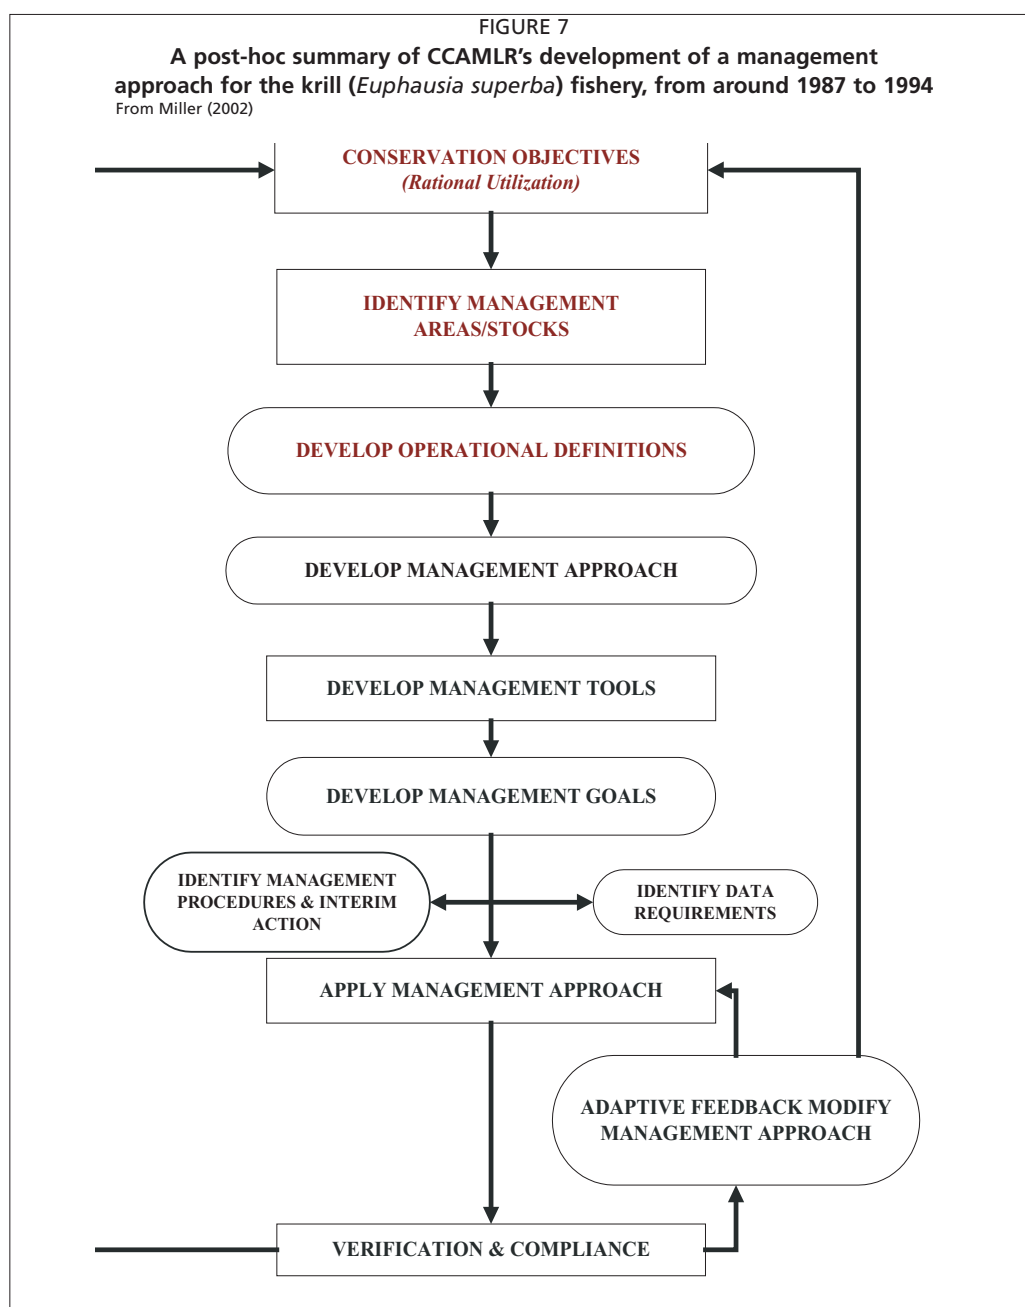 FIGURE 7
A post-hoc summary of CCAMLR's development of a management
approach for the krill (Euphausia superba) fishery, from around 1987 to 1994
From Miller (2002)
CONSERVATION OBJECTIVES
(Rational Utilization)
IDENTIFY MANAGEMENT
AREAS/STOCKS
DEVELOP OPERATIONAL DEFINITIONS
DEVELOP MANAGEMENT APPROACH
DEVELOP MANAGEMENT TOOLS
DEVELOP MANAGEMENT GOALS
IDENTIFY MANAGEMENT
PROCEDURES & INTERIM
ACTION
IDENTIFY DATA
REQUIREMENTS
APPLY MANAGEMENT APPROACH
ADAPTIVE FEEDBACK MODIFY
MANAGEMENT APPROACH
VERIFICATION & COMPLIANCE